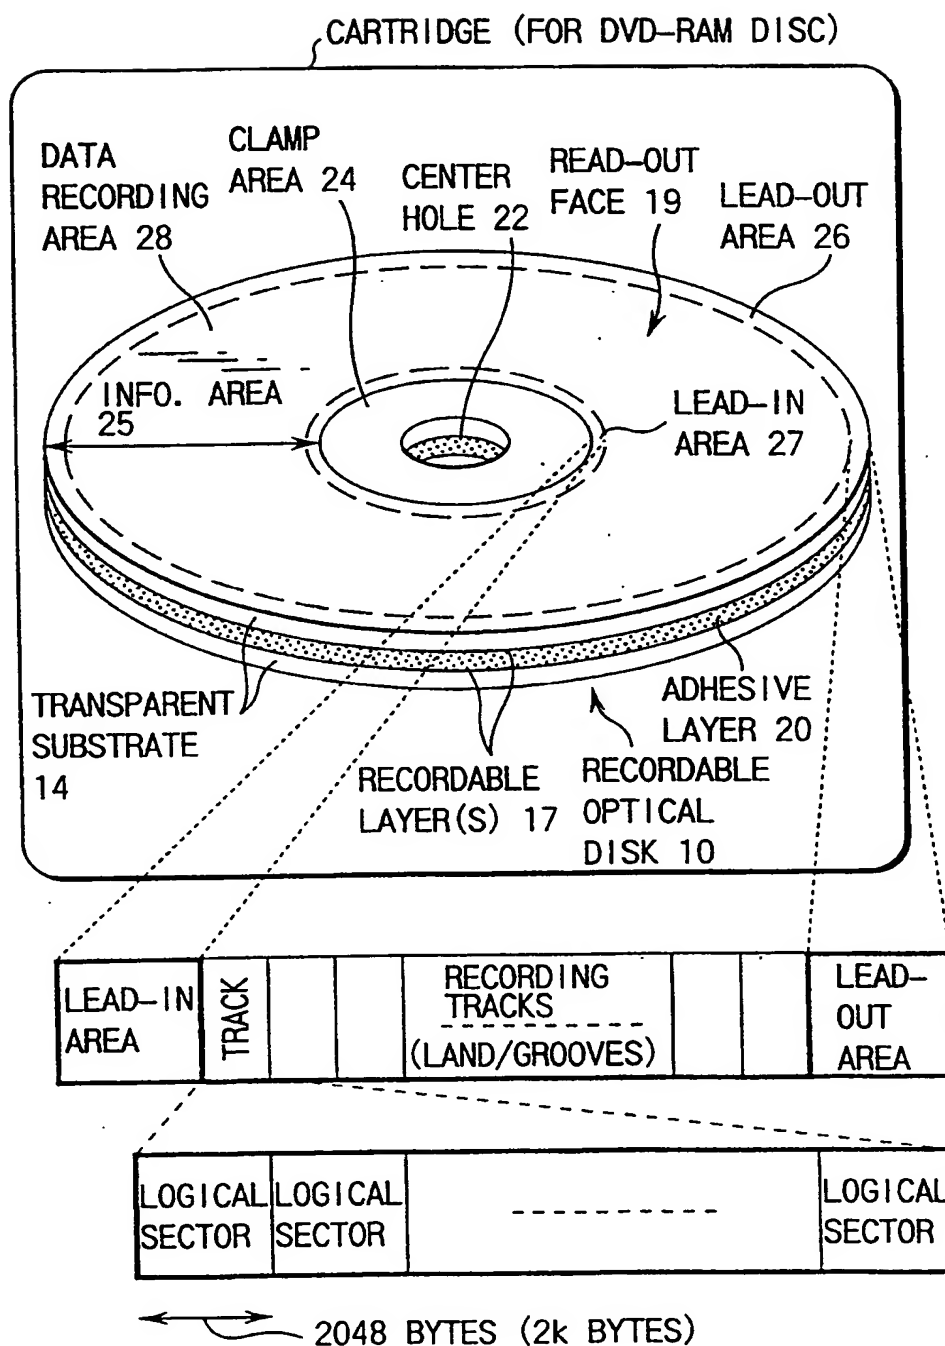 CARTRIDGE (FOR DVD-RAM DISC)
DATA
RECORDING
AREA 28
CLAMP
AREA 24
CENTER
HOLE 22
READ-OUT
FACE 19
LEAD-OUT
AREA 26
INFO. AREA
25
LEAD-IN
AREA 27
TRANSPARENT
SUBSTRATE
14
RECORDABLE
LAYER(S) 17
ADHESIVE
LAYER 20
RECORDABLE
OPTICAL
DISK 10
LEAD-IN
AREA
TRACK
RECORDING
TRACKS
(LAND/GROOVES)
LEAD-
OUT
AREA
LOGICAL
SECTOR
LOGICAL
SECTOR
LOGICAL
SECTOR
2048 BYTES (2k BYTES)